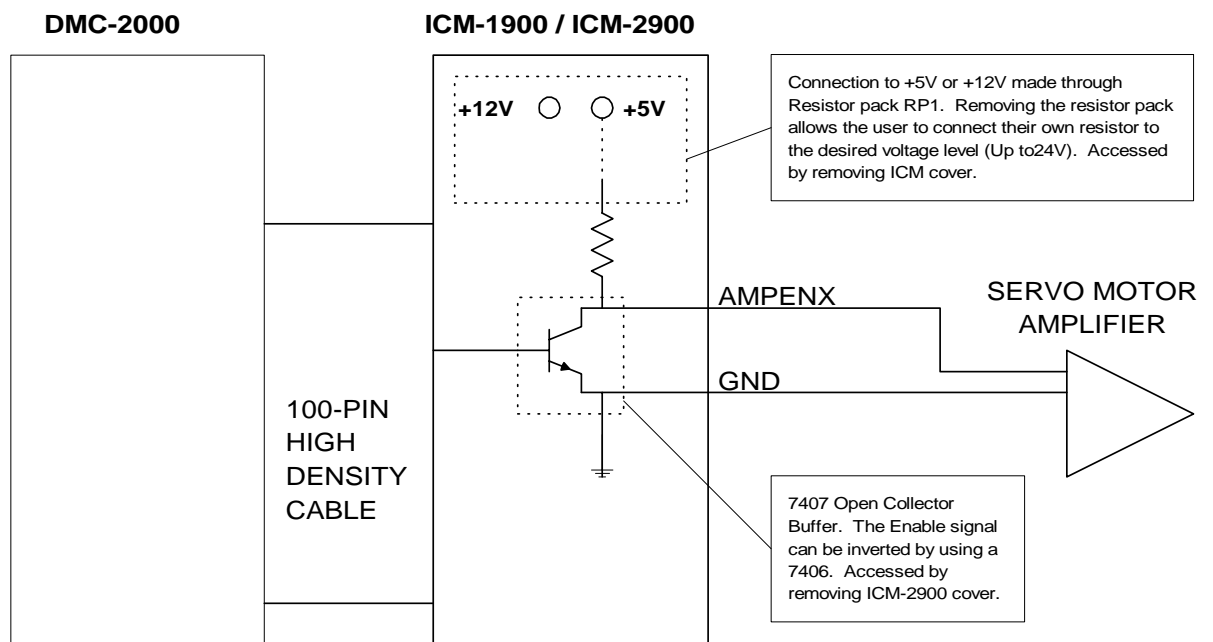 DMC-2000
ICM-1900 / ICM-2900
+12V
+5V
Connection to +5V or +12V made through
Resistor pack RP1. Removing the resistor pack
allows the user to connect their own resistor to
the desired voltage level (Up to24V). Accessed
by removing ICM cover.
AMPENX
SERVO MOTOR
AMPLIFIER
GND
100-PIN
HIGH
DENSITY
CABLE
7407 Open Collector
Buffer. The Enable signal
can be inverted by using a
7406. Accessed by
removing ICM-2900 cover.